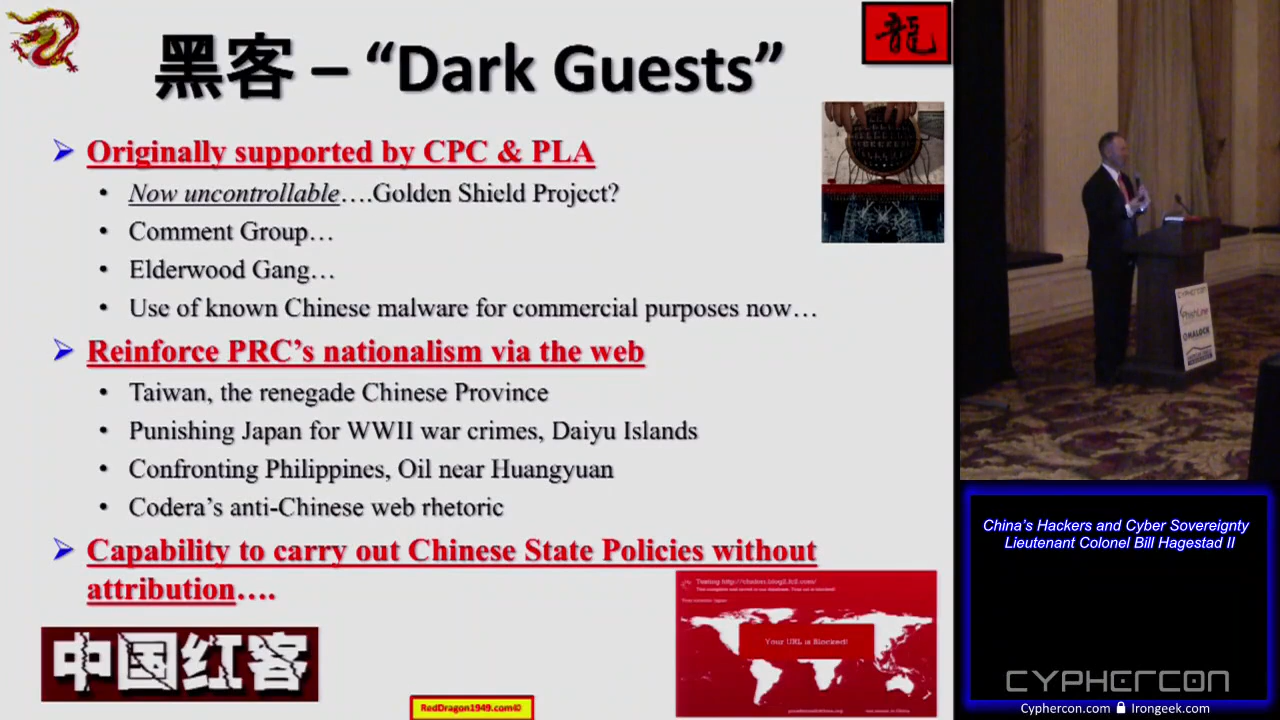 黑客 – “Dark Guests”
龍
Originally supported by CPC & PLA
Now uncontrollable….Golden Shield Project?
Comment Group…
Elderwood Gang…
Use of known Chinese malware for commercial purposes now…
Reinforce PRC’s nationalism via the web
Taiwan, the renegade Chinese Province
Punishing Japan for WWII war crimes, Daiyu Islands
Confronting Philippines, Oil near Huangyuan
Codera’s anti-Chinese web rhetoric
Capability to carry out Chinese State Policies without
attribution….
Your URL is Blocked!
中国红客
RedDragon1949.com©
CYPHERCON
China’s Hackers and Cyber Sovereignty
Lieutenant Colonel Bill Hagestad II
CYPHERCON
Cyphercon.com Irongeek.com